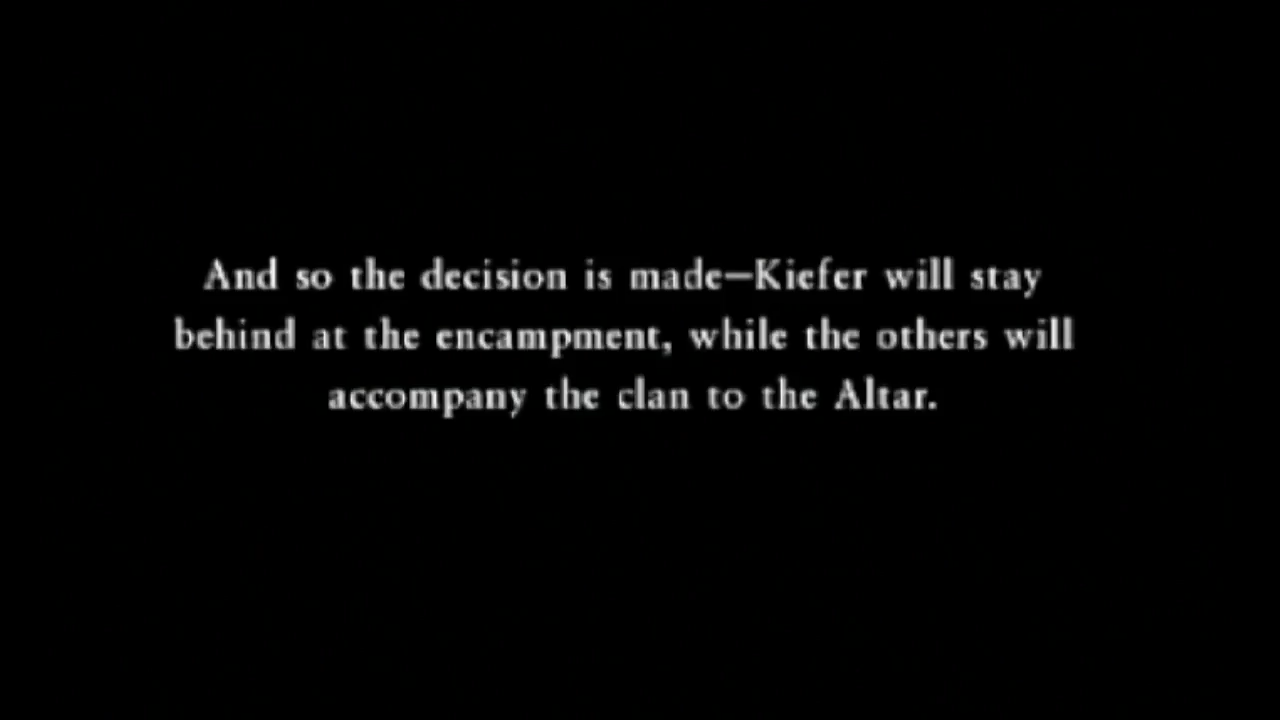 And so the decision is made—Kiefer will stay
behind at the encampment, while the others will
accompany the clan to the Altar.